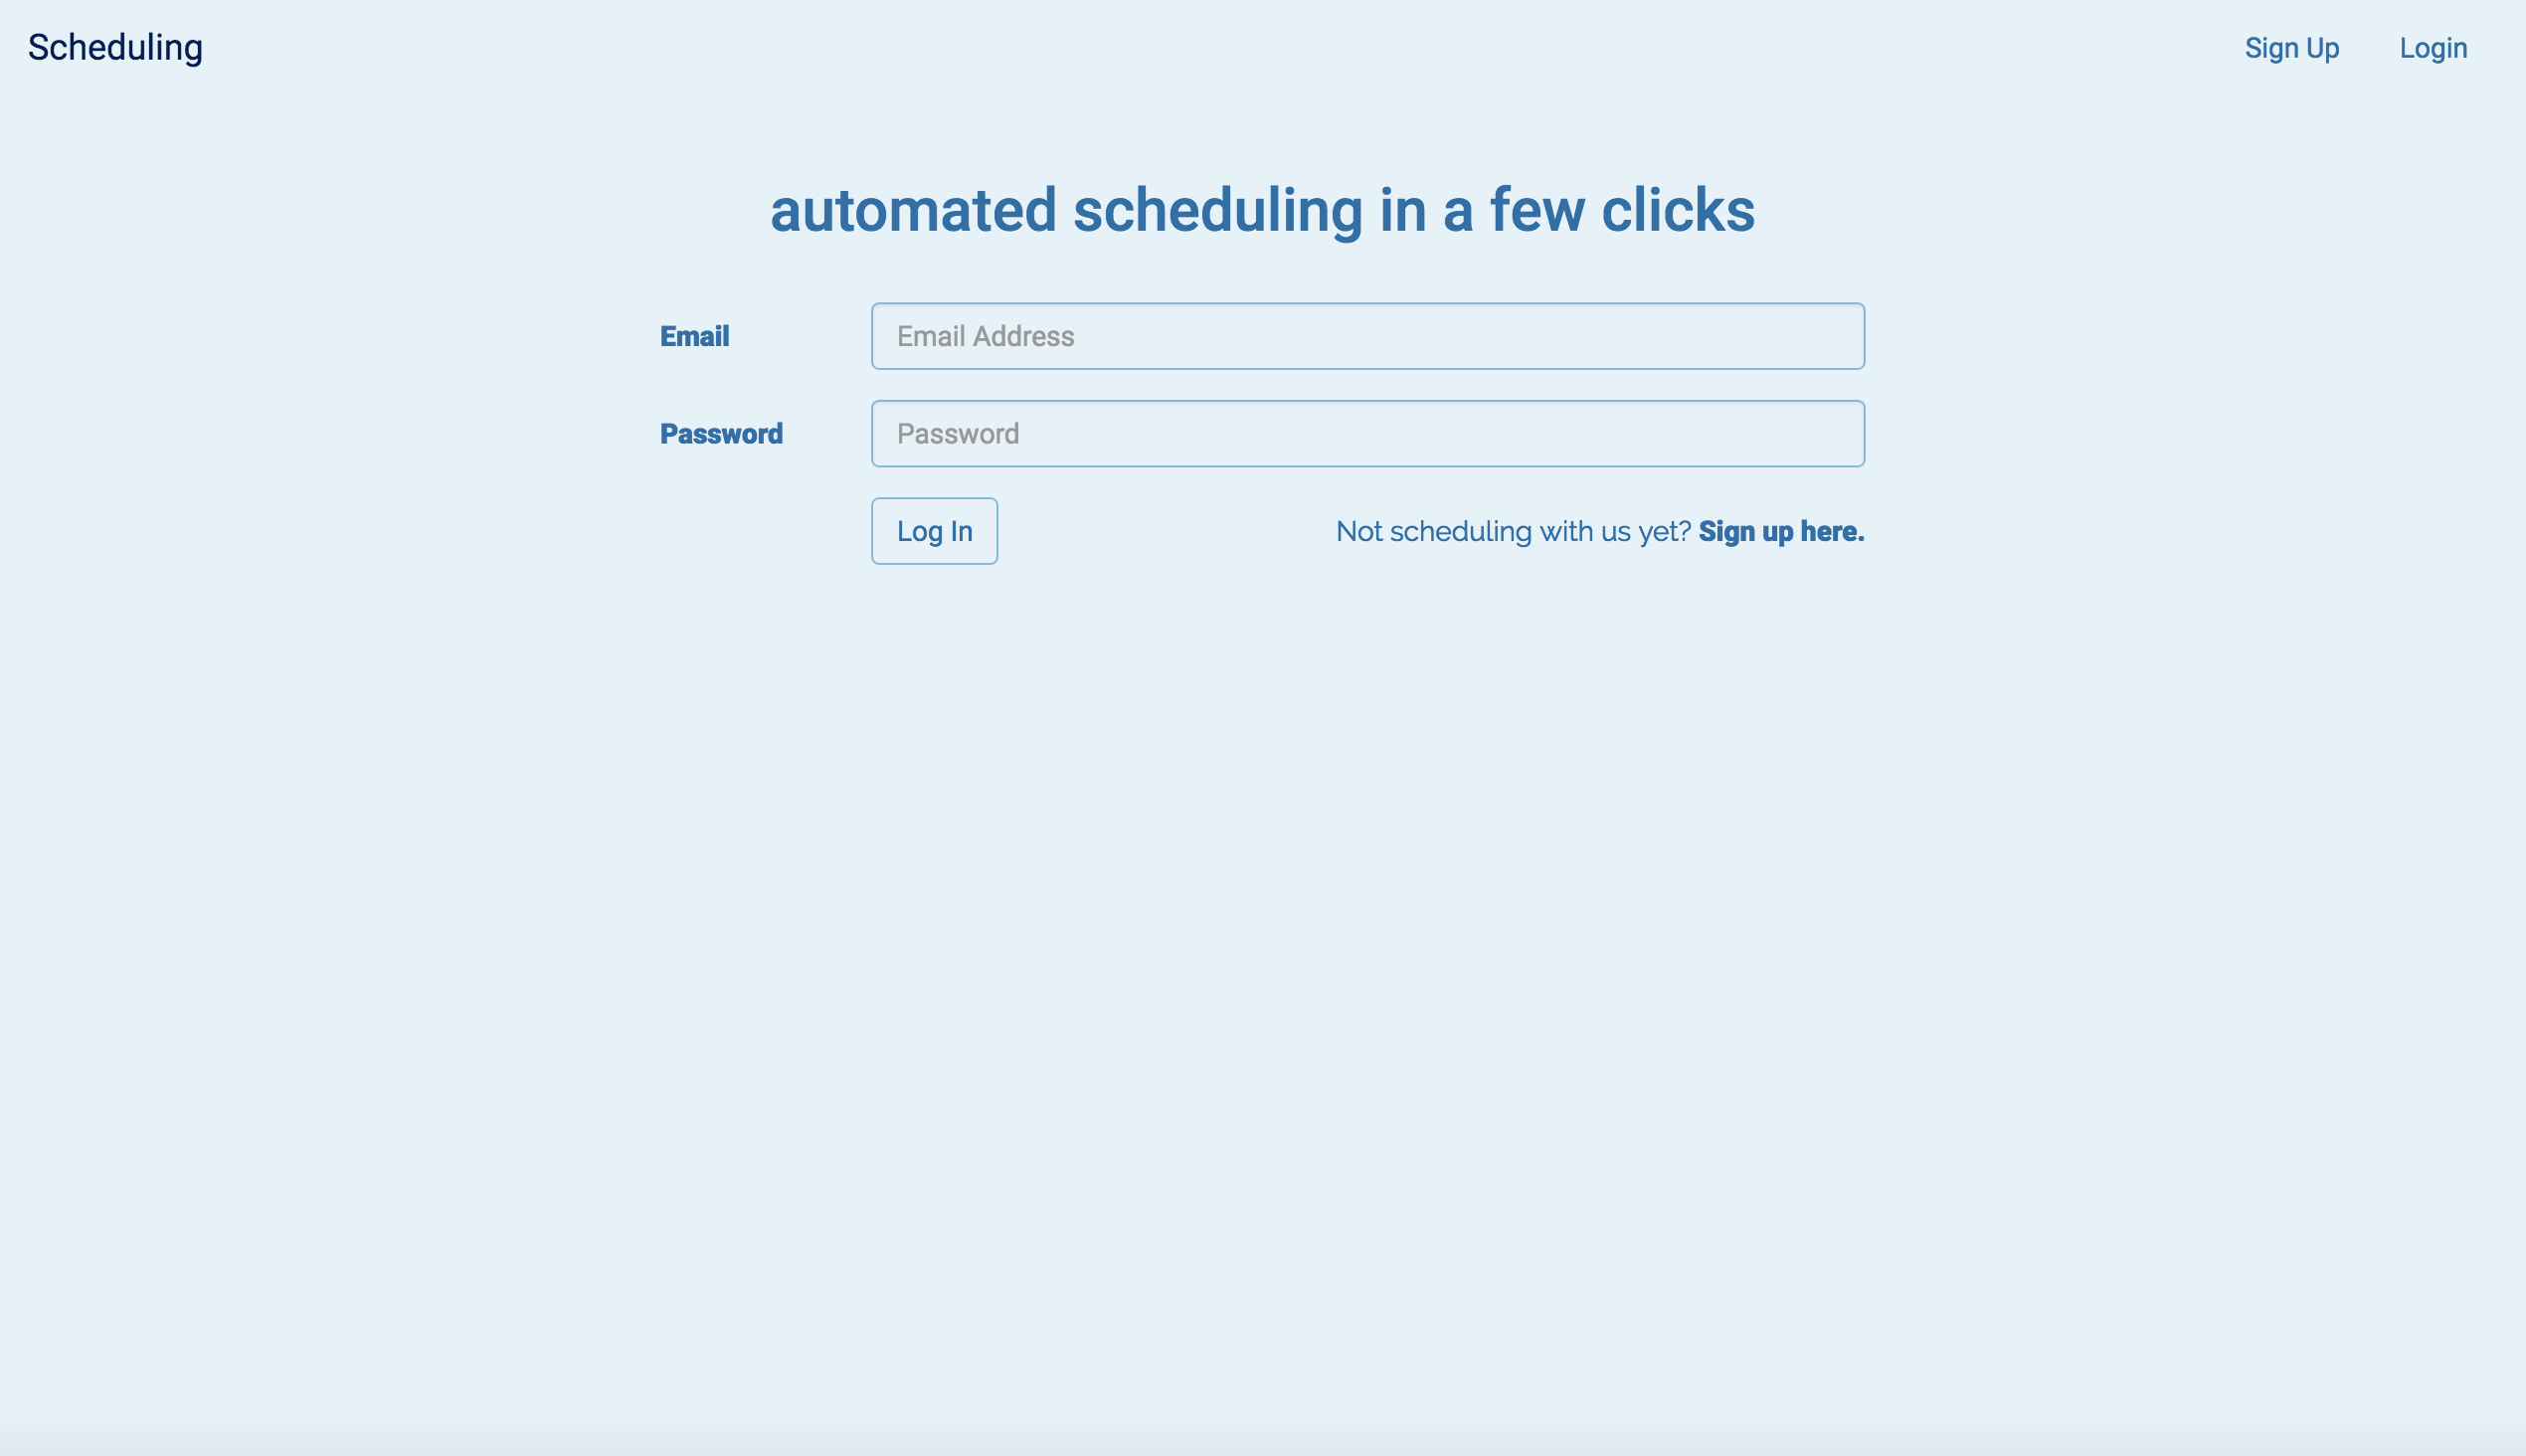 Scheduling
Sign Up
Login
automated scheduling in a few clicks
Email
Email Address
Password
Password
Log In
Not scheduling with us yet? Sign up here.